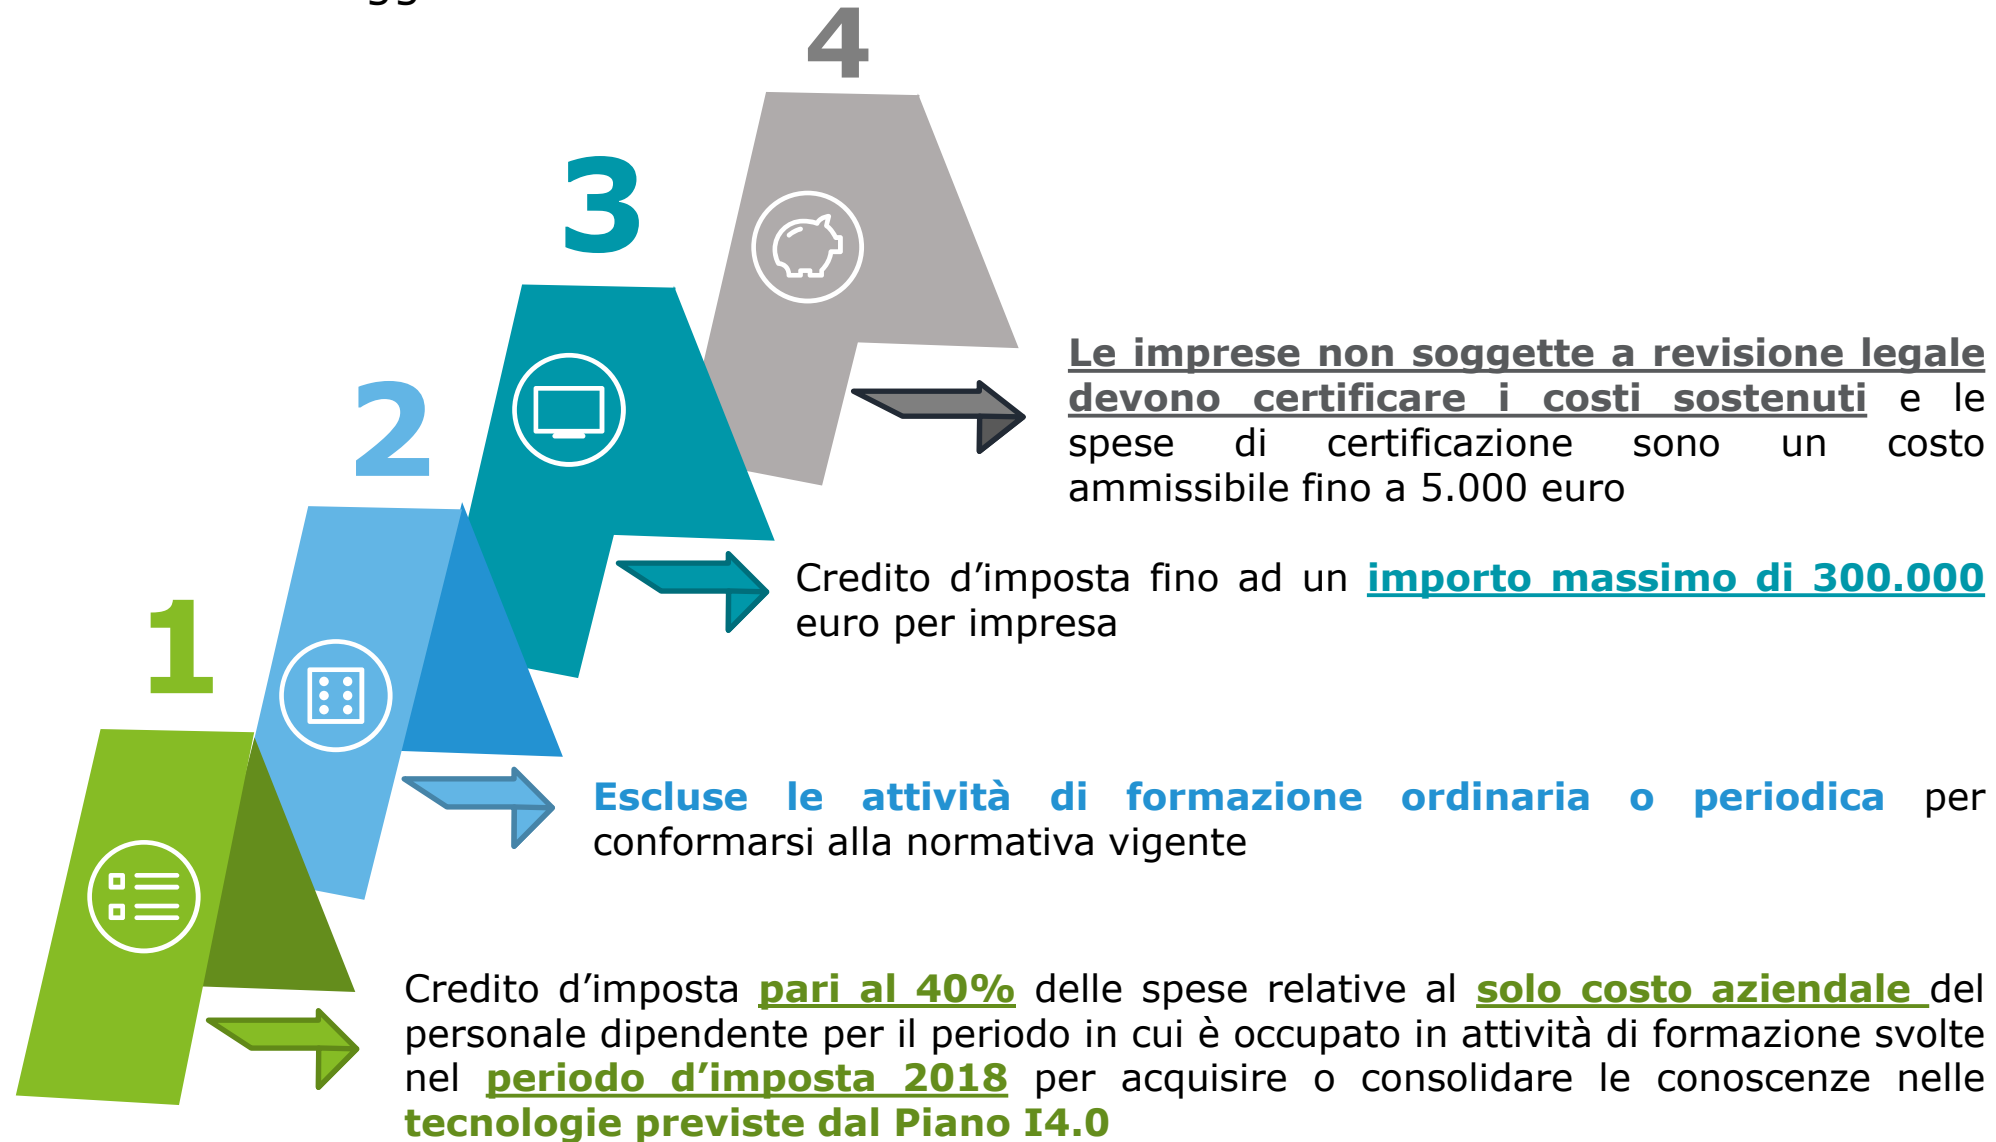 4
3
Le imprese non soggette a revisione legale
devono certificare i costi sostenuti e le
spese di certificazione sono un costo
ammissibile fino a 5.000 euro
2
Credito d’imposta fino ad un importo massimo di 300.000
euro per impresa
1
Escluse le attività di formazione ordinaria o periodica per
conformarsi alla normativa vigente
Credito d’imposta pari al 40% delle spese relative al solo costo aziendale del
personale dipendente per il periodo in cui è occupato in attività di formazione svolte
nel periodo d’imposta 2018 per acquisire o consolidare le conoscenze nelle
tecnologie previste dal Piano I4.0